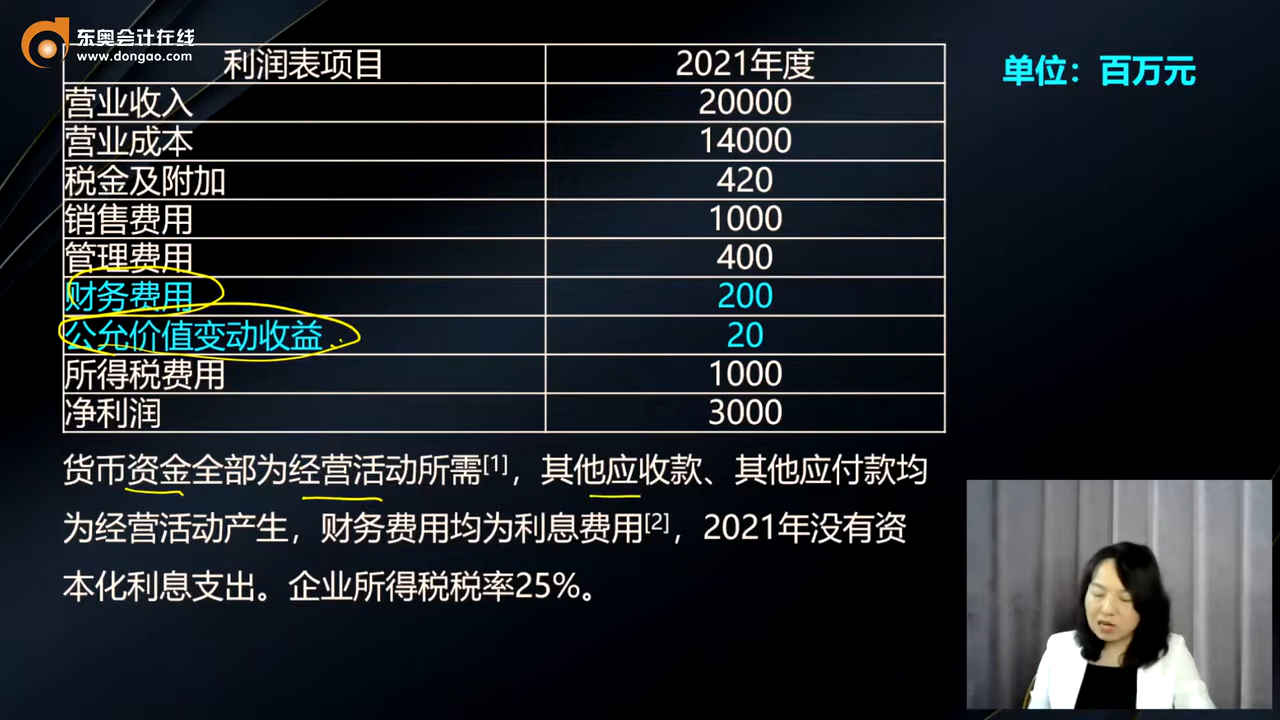 东奥会计在线
www.dongao.com
利润表项目 2021年度
单位：百万元
营业收入 20000
营业成本 14000
税金及附加 420
销售费用 1000
管理费用 400
财务费用 200
公允价值变动收益 20
所得税费用 1000
净利润 3000
货币资金全部为经营活动所需[1]，其他应收款、其他应付款均
为经营活动产生，财务费用均为利息费用[2]，2021年没有资
本化利息支出。企业所得税税率25%。